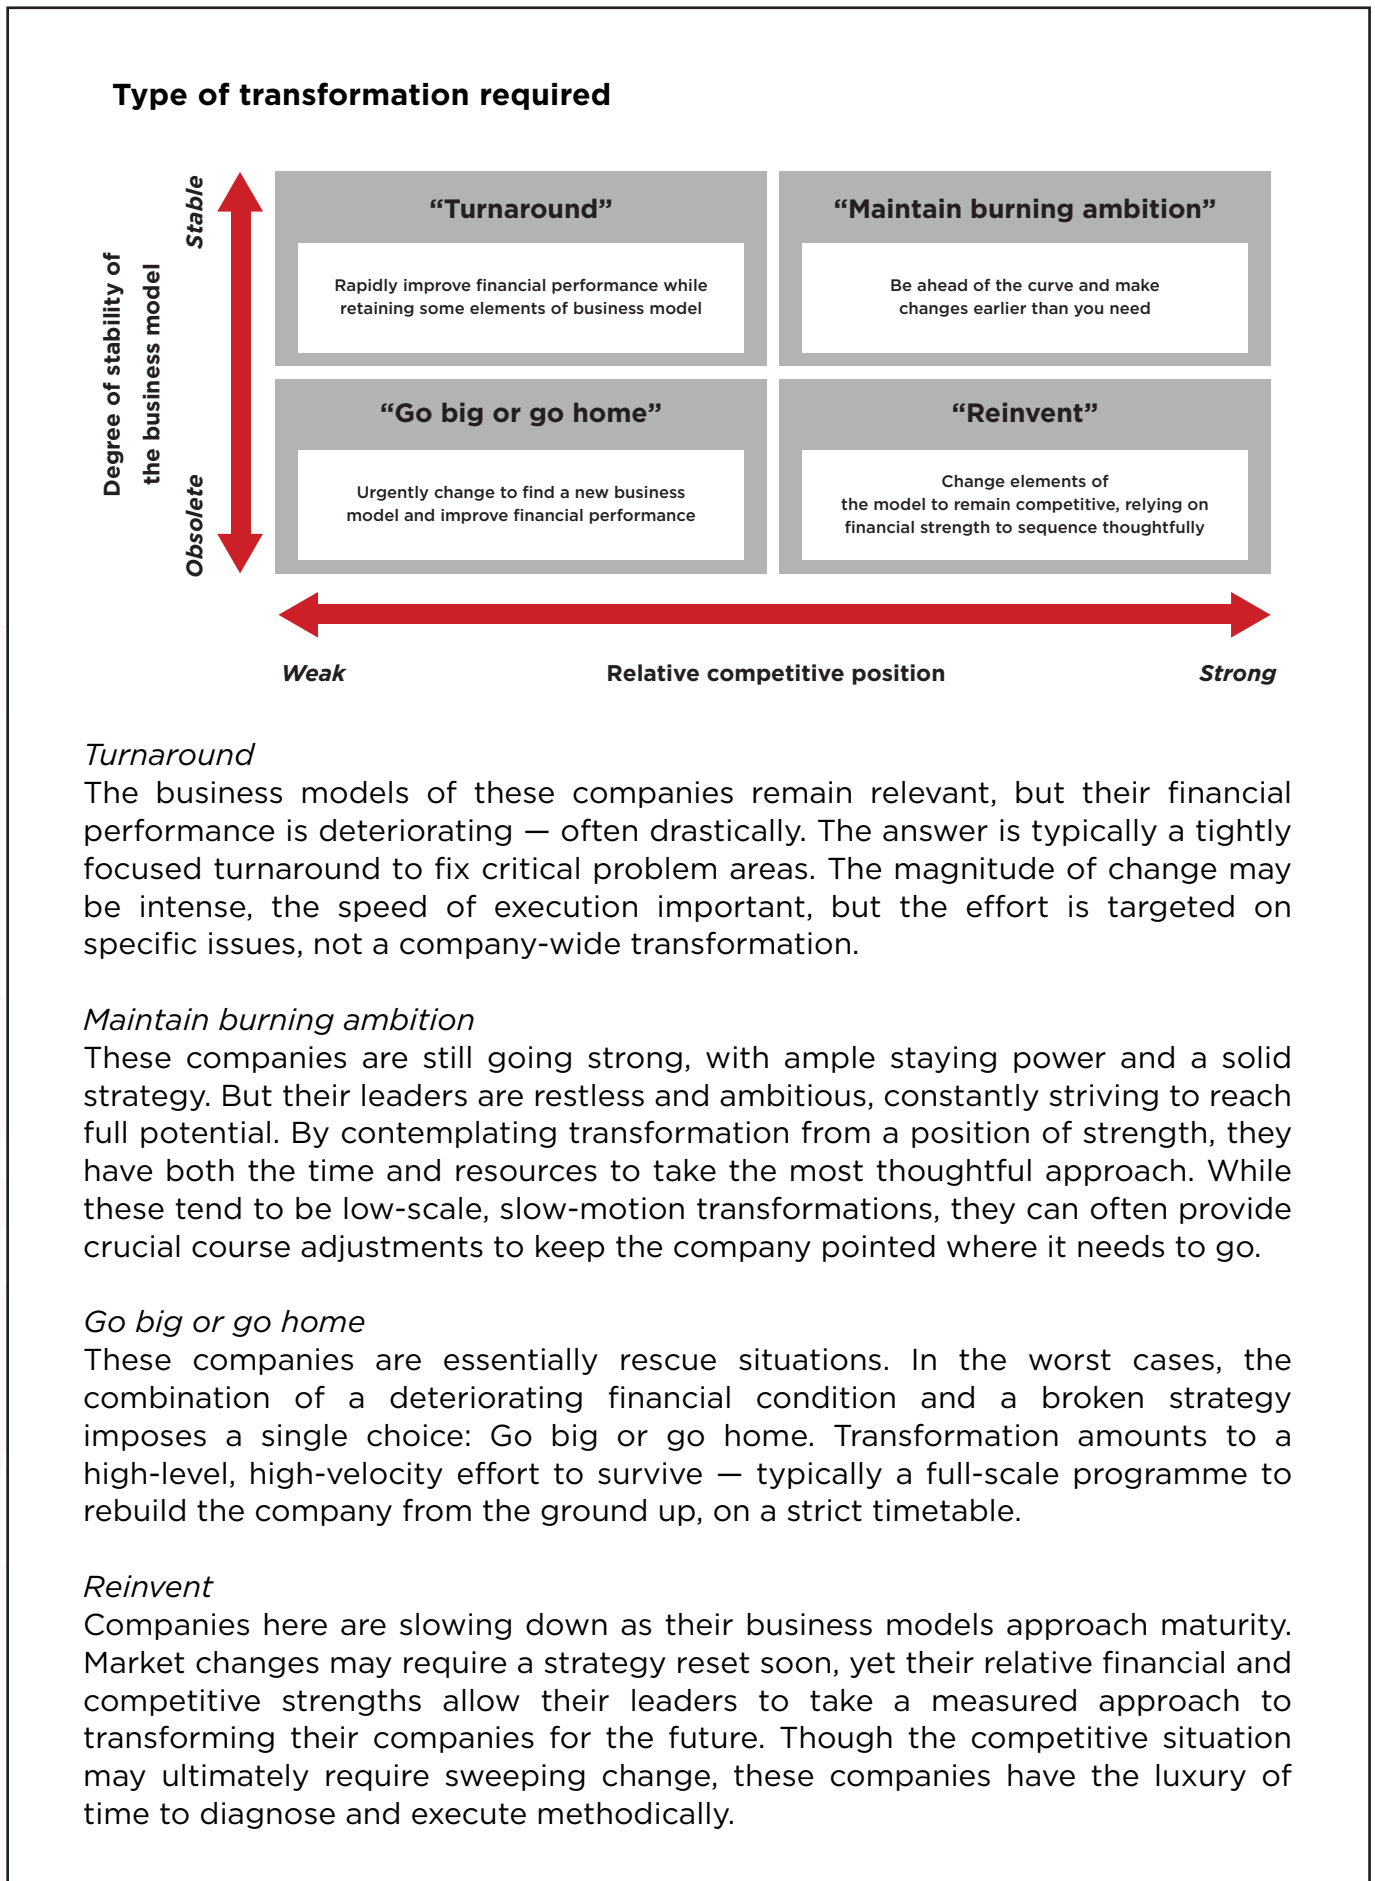 Type of transformation required
Stable
Degree of stability of
the business model
Obsolete
“Turnaround”
Rapidly improve financial performance while
retaining some elements of business model
“Maintain burning ambition”
Be ahead of the curve and make
changes earlier than you need
“Go big or go home”
Urgently change to find a new business
model and improve financial performance
“Reinvent”
Change elements of
the model to remain competitive, relying on
financial strength to sequence thoughtfully
Weak
Relative competitive position
Strong
Turnaround
The business models of these companies remain relevant, but their financial
performance is deteriorating — often drastically. The answer is typically a tightly
focused turnaround to fix critical problem areas. The magnitude of change may
be intense, the speed of execution important, but the effort is targeted on
specific issues, not a company-wide transformation.
Maintain burning ambition
These companies are still going strong, with ample staying power and a solid
strategy. But their leaders are restless and ambitious, constantly striving to reach
full potential. By contemplating transformation from a position of strength, they
have both the time and resources to take the most thoughtful approach. While
these tend to be low-scale, slow-motion transformations, they can often provide
crucial course adjustments to keep the company pointed where it needs to go.
Go big or go home
These companies are essentially rescue situations. In the worst cases, the
combination of a deteriorating financial condition and a broken strategy
imposes a single choice: Go big or go home. Transformation amounts to a
high-level, high-velocity effort to survive — typically a full-scale programme to
rebuild the company from the ground up, on a strict timetable.
Reinvent
Companies here are slowing down as their business models approach maturity.
Market changes may require a strategy reset soon, yet their relative financial and
competitive strengths allow their leaders to take a measured approach to
transforming their companies for the future. Though the competitive situation
may ultimately require sweeping change, these companies have the luxury of
time to diagnose and execute methodically.